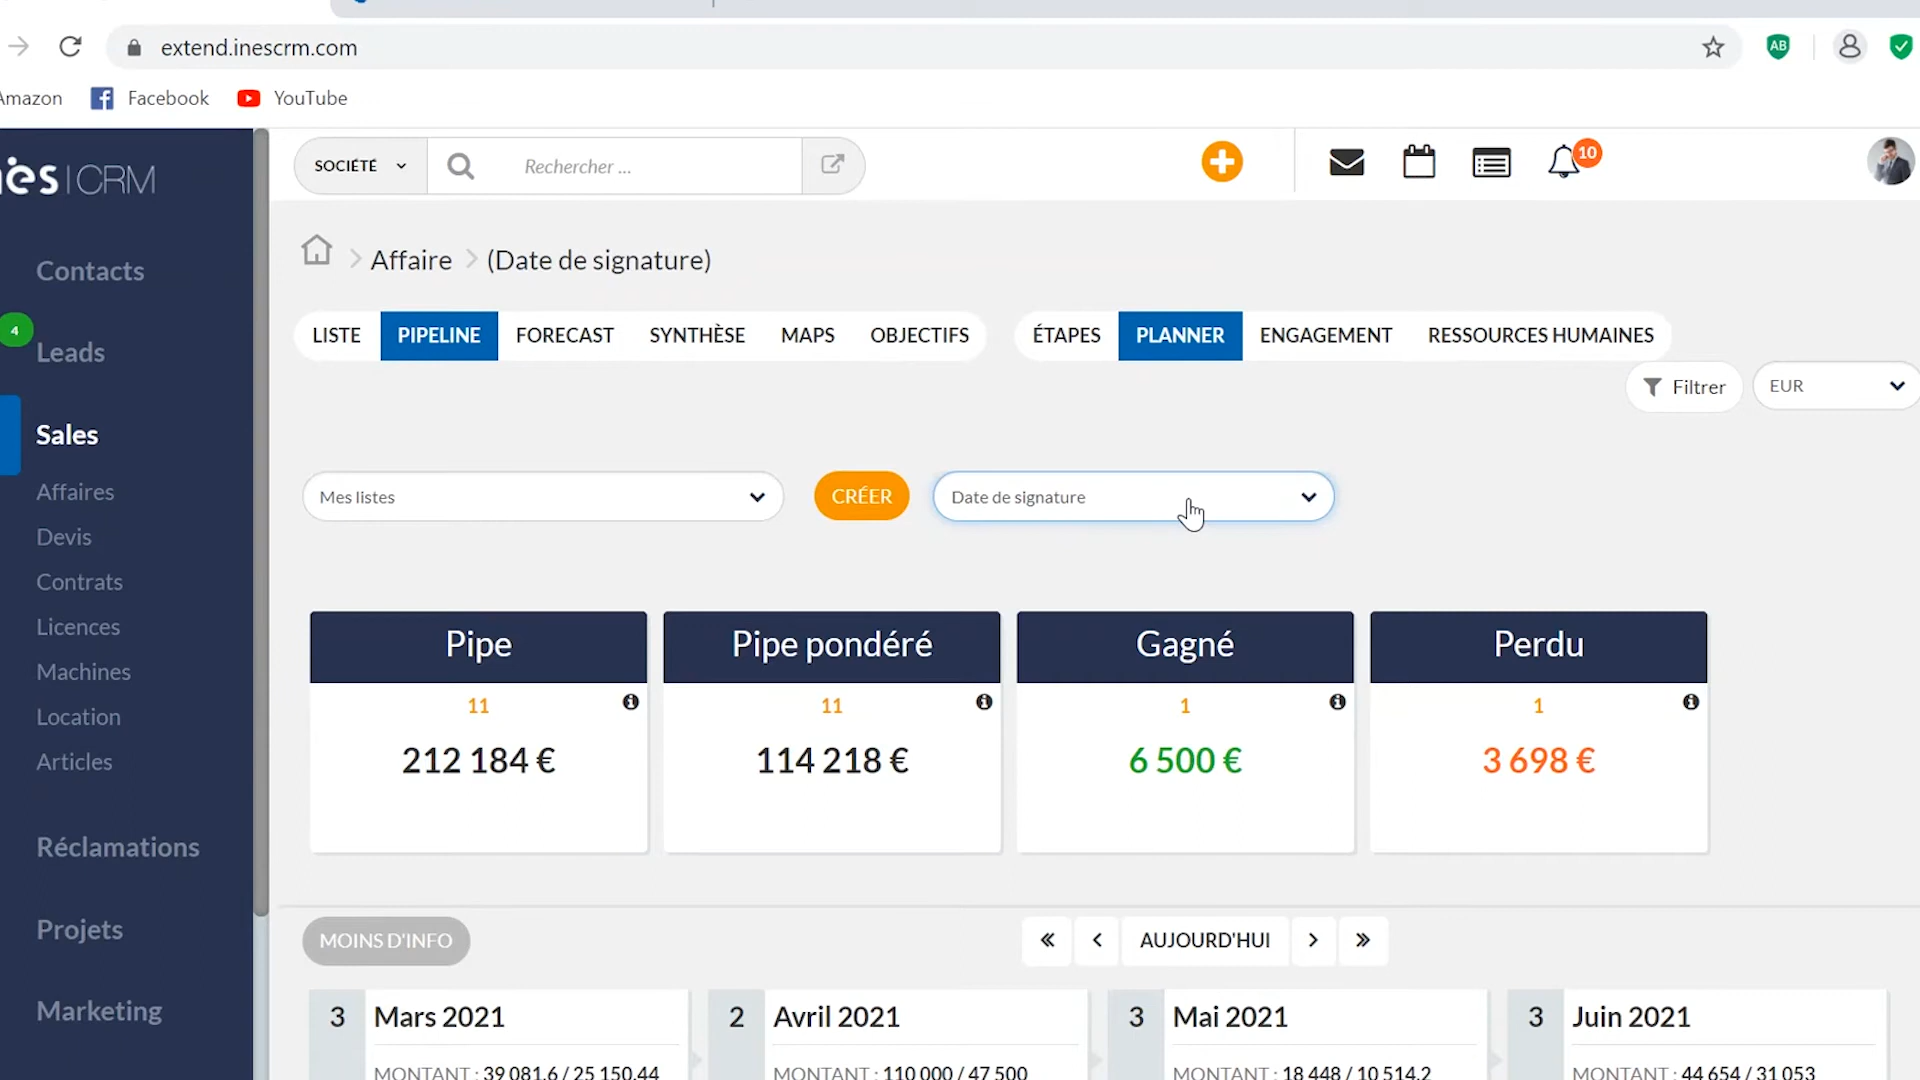 extend.inescrm.com
AB
Amazon
Facebook
YouTube
inès|CRM
SOCIÉTÉ
Rechercher ...
10
Contacts
4
Leads
Sales
Affaires
Devis
Contrats
Licences
Machines
Location
Articles
Réclamations
Projets
Marketing
Affaire
(Date de signature)
LISTE
PIPELINE
FORECAST
SYNTHÈSE
MAPS
OBJECTIFS
ÉTAPES
PLANNER
ENGAGEMENT
RESSOURCES HUMAINES
Filtrer
EUR
Mes listes
CRÉER
Date de signature
Pipe
11
212 184 €
Pipe pondéré
11
114 218 €
Gagné
1
6 500 €
Perdu
1
3 698 €
MOINS D'INFO
«
‹
AUJOURD'HUI
›
»
3
Mars 2021
MONTANT : 39 081,6 / 25 150,44
2
Avril 2021
MONTANT : 110 000 / 47 500
3
Mai 2021
MONTANT : 18 448 / 10 514,2
3
Juin 2021
MONTANT : 44 654 / 31 053